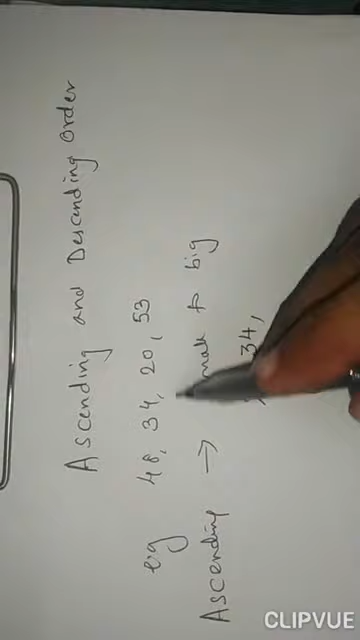 Ascending and Descending Order
eg 48, 34, 20, 53
Ascending → small to big
34,
CLIPVUE